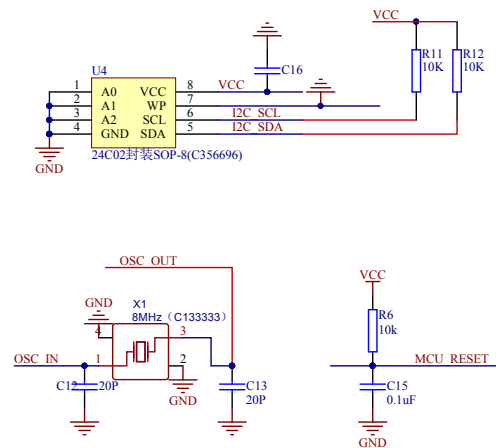 VCC
U4
C16
R11
10K
R12
10K
1 A0 VCC 8 VCC
2 A1 WP 7
3 A2 SCL 6 I2C_SCL
4 GND SDA 5 I2C_SDA
24C02封装SOP-8(C356696)
GND
OSC_OUT
VCC
GND
X1
8MHz（C133333）
R6
10k
4
3
OSC_IN
1
2
MCU_RESET
C12
20P
GND
C13
20P
C15
0.1uF
GND